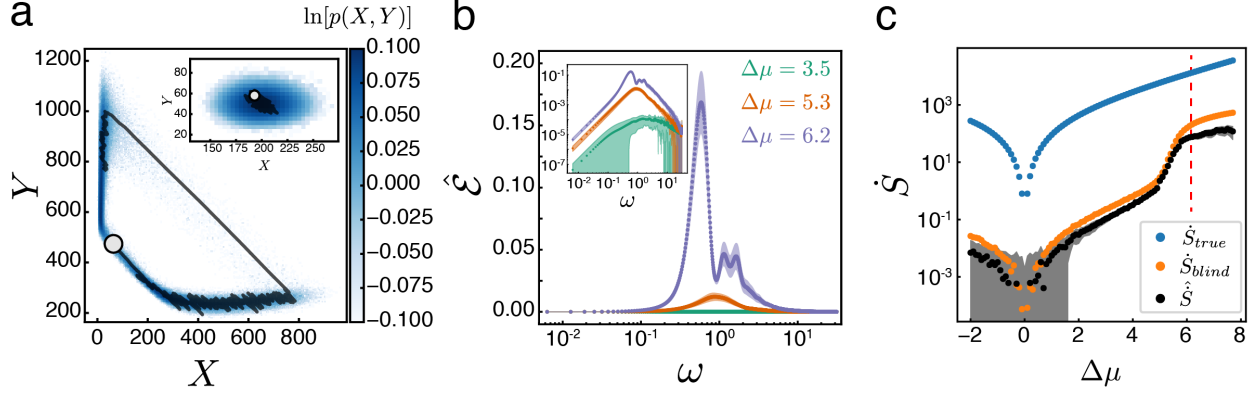 a
ln[p(X, Y)]
Y
1000
800
600
400
200
0
200
400
600
800
X
Y
80
60
40
20
150
175
200
225
250
X
0.100
0.075
0.050
0.025
0.000
−0.025
−0.050
−0.075
−0.100
b
Δμ = 3.5
Δμ = 5.3
Δμ = 6.2
ℰ̂
0.20
0.15
0.10
0.05
0.00
10⁻²
10⁻¹
10⁰
10¹
ω
10⁻¹
10⁻³
10⁻⁵
10⁻⁷
10⁻²
10⁻¹
10⁰
10¹
ω
c
Ṡ
10³
10¹
10⁻¹
10⁻³
−2
0
2
4
6
8
Δμ
Ṡ_true
Ṡ_blind
Ṡ̂